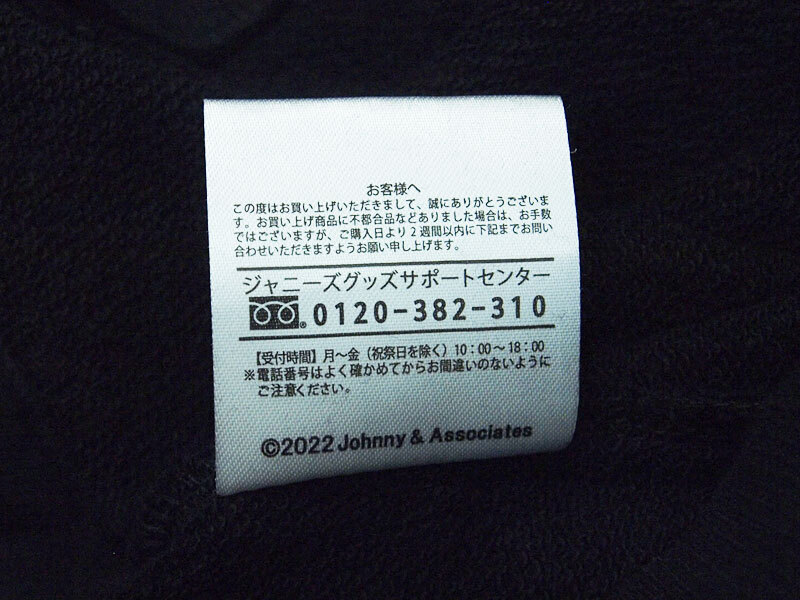 お客様へ
この度はお買い上げいただきまして、誠にありがとうございま
す。お買い上げ商品に不都合品などありました場合は、お手数
ではございますが、ご購入日より2週間以内に下記までお問い
合わせいただきますようお願い申し上げます。
ジャニーズグッズサポートセンター
0120-382-310
【受付時間】月〜金（祝祭日を除く）10：00〜18：00
※電話番号はよく確かめてからお間違いのないように
ご注意ください。
©2022 Johnny & Associates